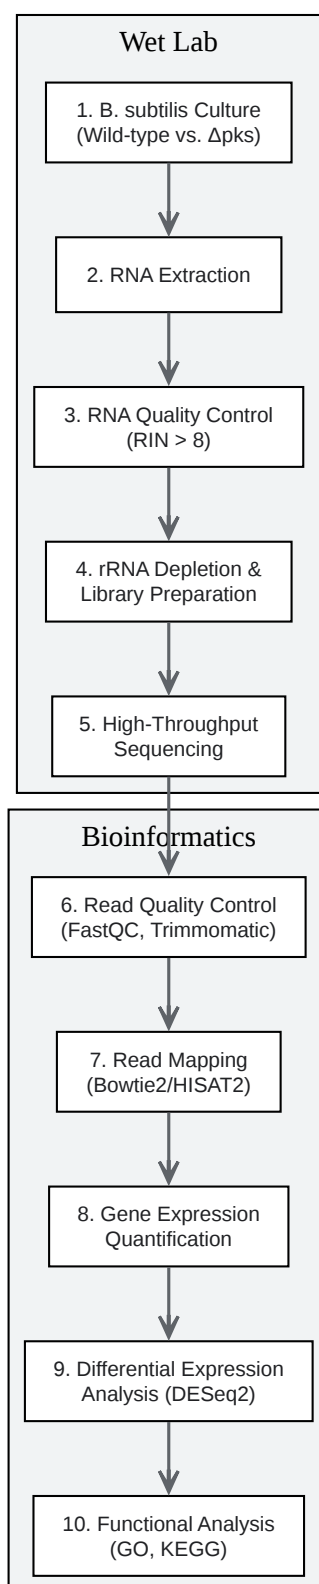 Wet Lab
1. B. subtilis Culture
(Wild-type vs. Δpks)
2. RNA Extraction
3. RNA Quality Control
(RIN > 8)
4. rRNA Depletion &
Library Preparation
5. High-Throughput
Sequencing
Bioinformatics
6. Read Quality Control
(FastQC, Trimmomatic)
7. Read Mapping
(Bowtie2/HISAT2)
8. Gene Expression
Quantification
9. Differential Expression
Analysis (DESeq2)
10. Functional Analysis
(GO, KEGG)